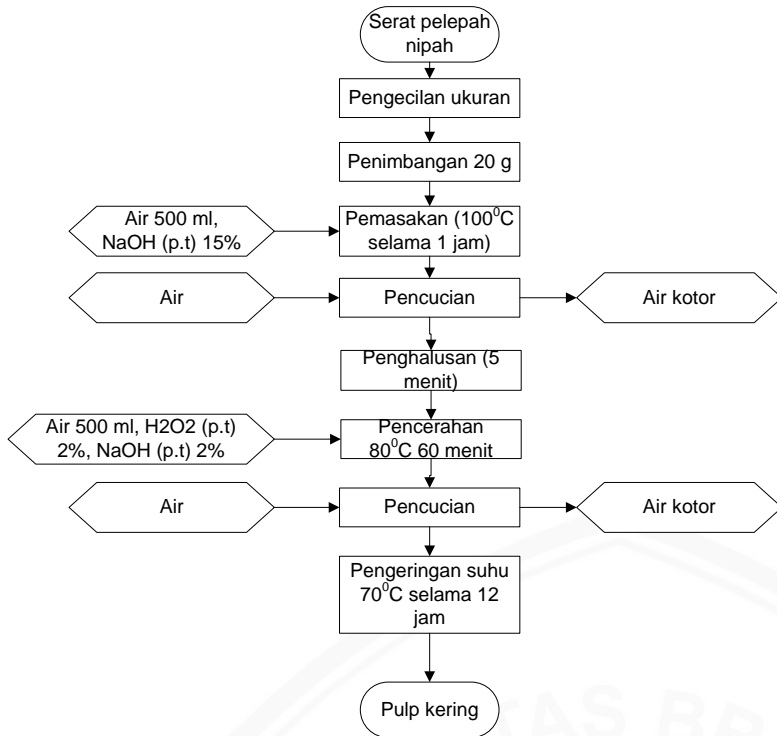 Serat pelepah
nipah
Pengecilan ukuran
Penimbangan 20 g
Air 500 ml,
NaOH (p.t) 15%
Pemasakan (100⁰C
selama 1 jam)
Air
Pencucian
Air kotor
Penghalusan (5
menit)
Air 500 ml, H2O2 (p.t)
2%, NaOH (p.t) 2%
Pencerahan
80⁰C 60 menit
Air
Pencucian
Air kotor
Pengeringan suhu
70⁰C selama 12
jam
Pulp kering
TAS BR